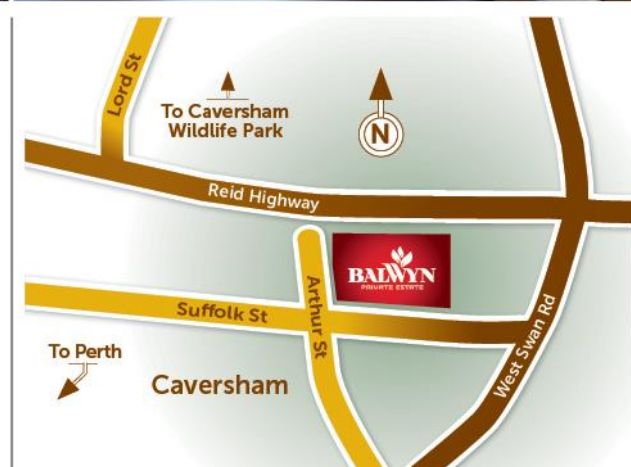 Lord St
To Caversham
Wildlife Park
N
Reid Highway
BALWYN
PRIVATE ESTATE
Arthur St
Suffolk St
West Swan Rd
To Perth
Caversham